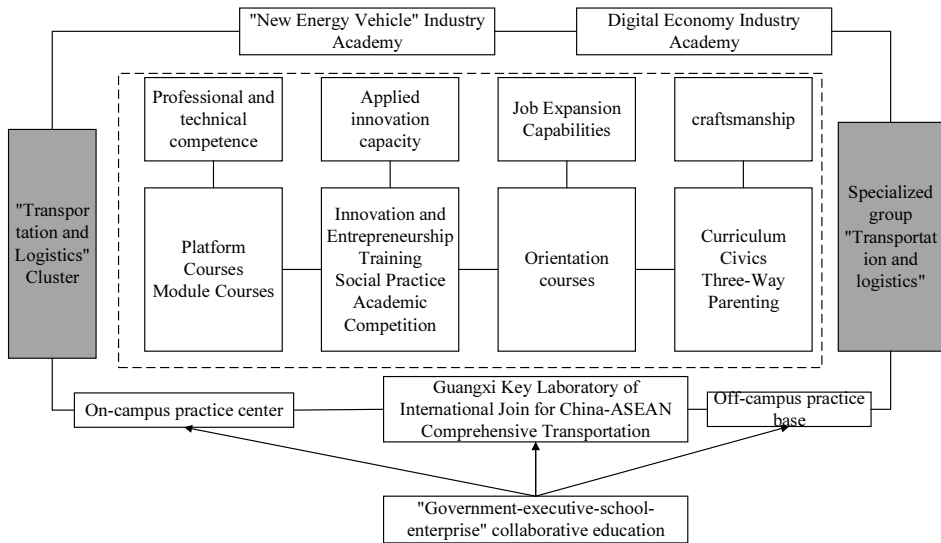 "New Energy Vehicle" Industry
Academy
Digital Economy Industry
Academy
Professional and
technical
competence
Applied
innovation
capacity
Job Expansion
Capabilities
craftsmanship
"Transpor
tation and
Logistics"
Cluster
Platform
Courses
Module Courses
Innovation and
Entrepreneurship
Training
Social Practice
Academic
Competition
Orientation
courses
Curriculum
Civics
Three-Way
Parenting
Specialized
group
"Transportat
ion and
logistics"
On-campus practice center
Guangxi Key Laboratory of
International Join for China-ASEAN
Comprehensive Transportation
Off-campus practice
base
"Government-executive-school-
enterprise" collaborative education